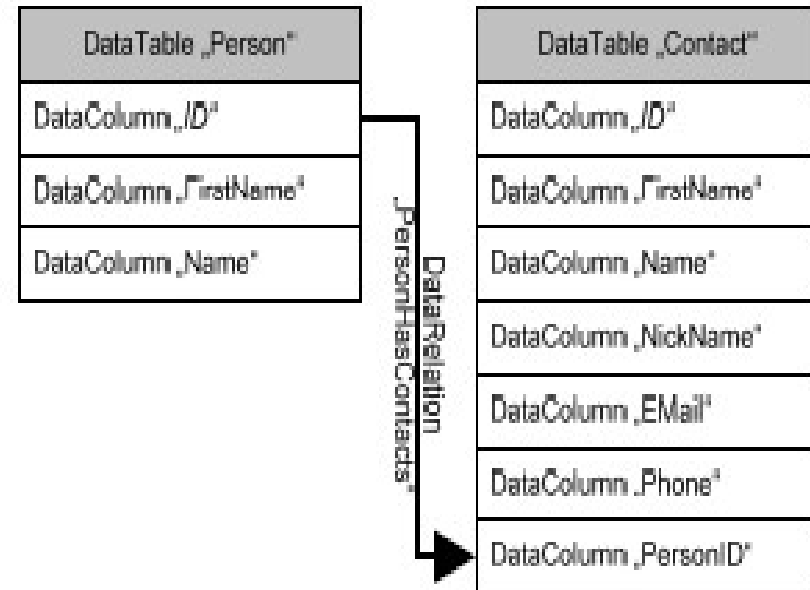 DataTable „Person“
DataColumn „ID“
DataColumn „FirstName“
DataColumn „Name“
DataRelation
„PersonHasContacts“
DataTable „Contact“
DataColumn „ID“
DataColumn „FirstName“
DataColumn „Name“
DataColumn „NickName“
DataColumn „EMail“
DataColumn „Phone“
DataColumn „PersonID“